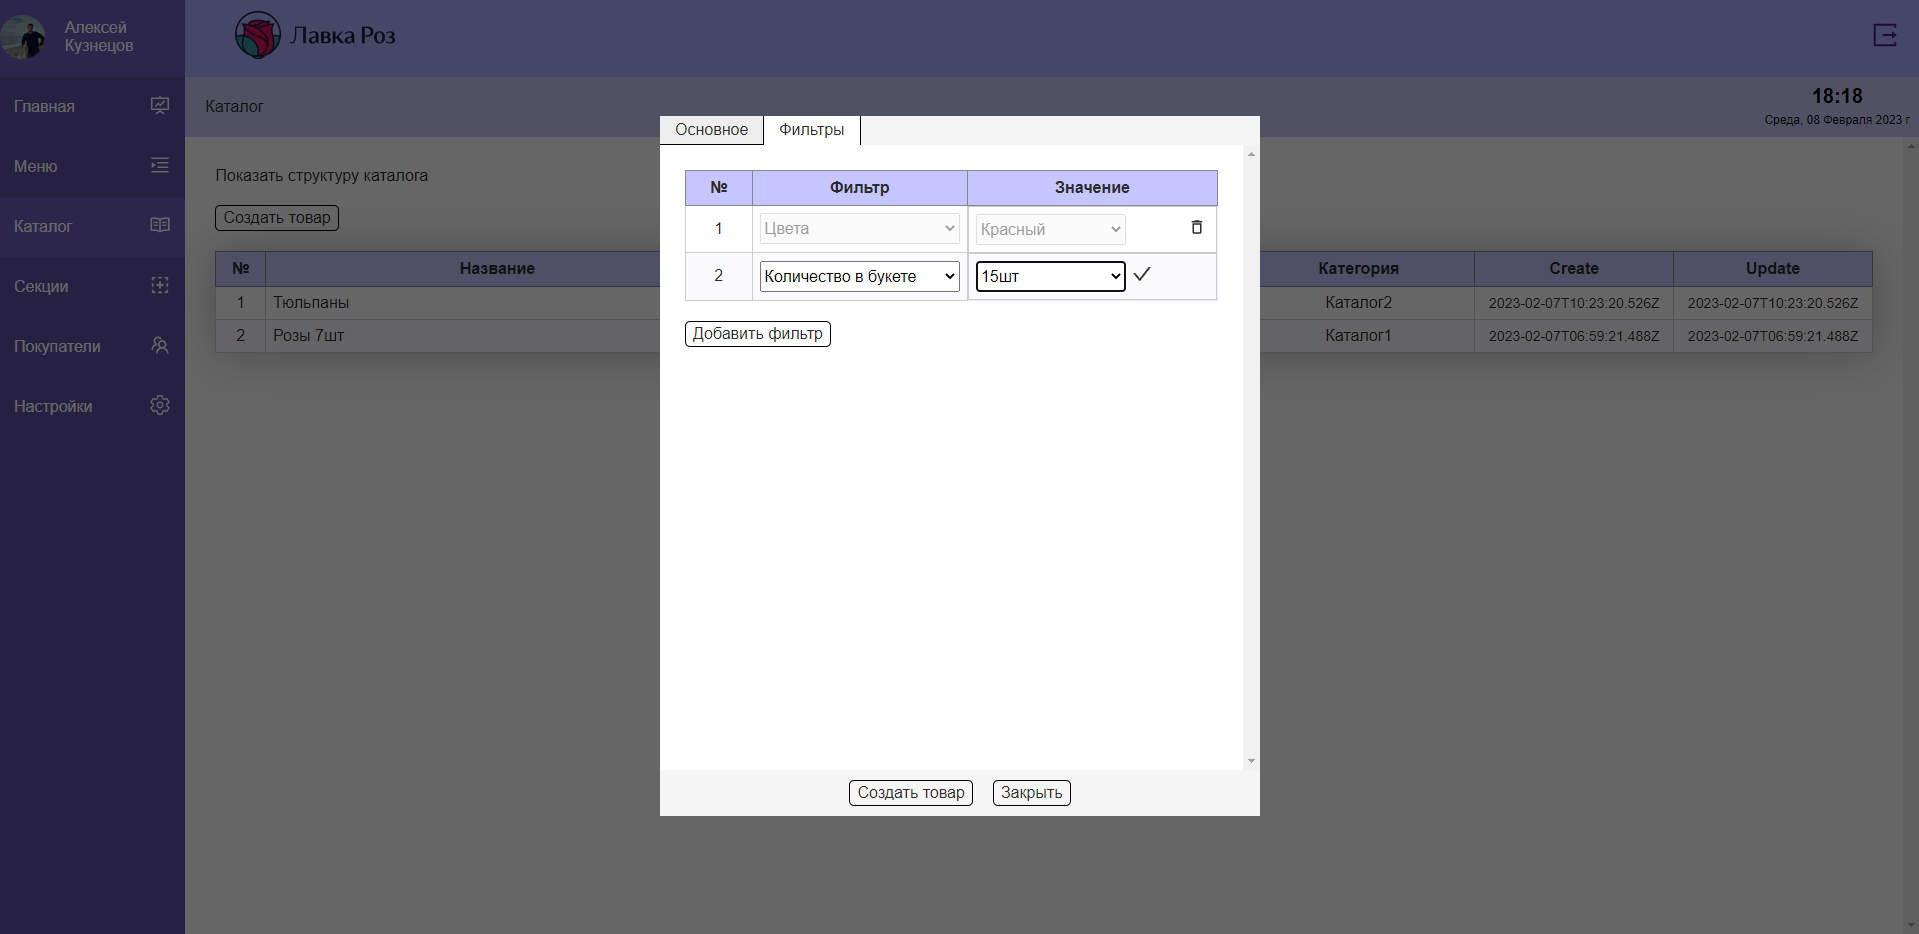 Алексей
Кузнецов
Лавка Роз
Главная
Меню
Каталог
Секции
Покупатели
Настройки
Каталог
18:18
Среда, 08 Февраля 2023 г
Показать структуру каталога
Создать товар
№ Название Категория Create Update
1 Тюльпаны Каталог2 2023-02-07T10:23:20.526Z 2023-02-07T10:23:20.526Z
2 Розы 7шт Каталог1 2023-02-07T06:59:21.488Z 2023-02-07T06:59:21.488Z
Основное Фильтры
№ Фильтр Значение
1 Цвета Красный
2 Количество в букете 15шт
Добавить фильтр
Создать товар Закрыть